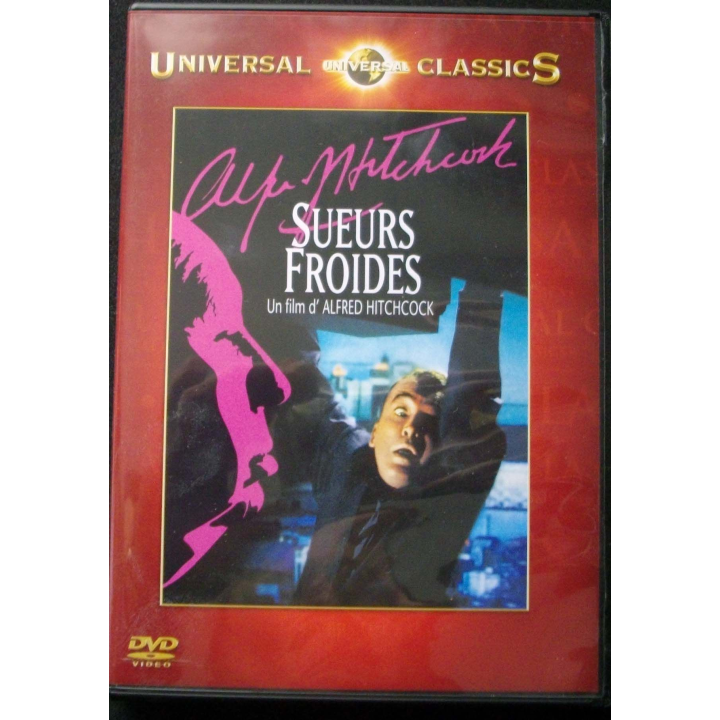 UNIVERSAL UNIVERSAL CLASSICS
Alfred Hitchcock
SUEURS
FROIDES
Un film d' ALFRED HITCHCOCK
DVD
VIDEO